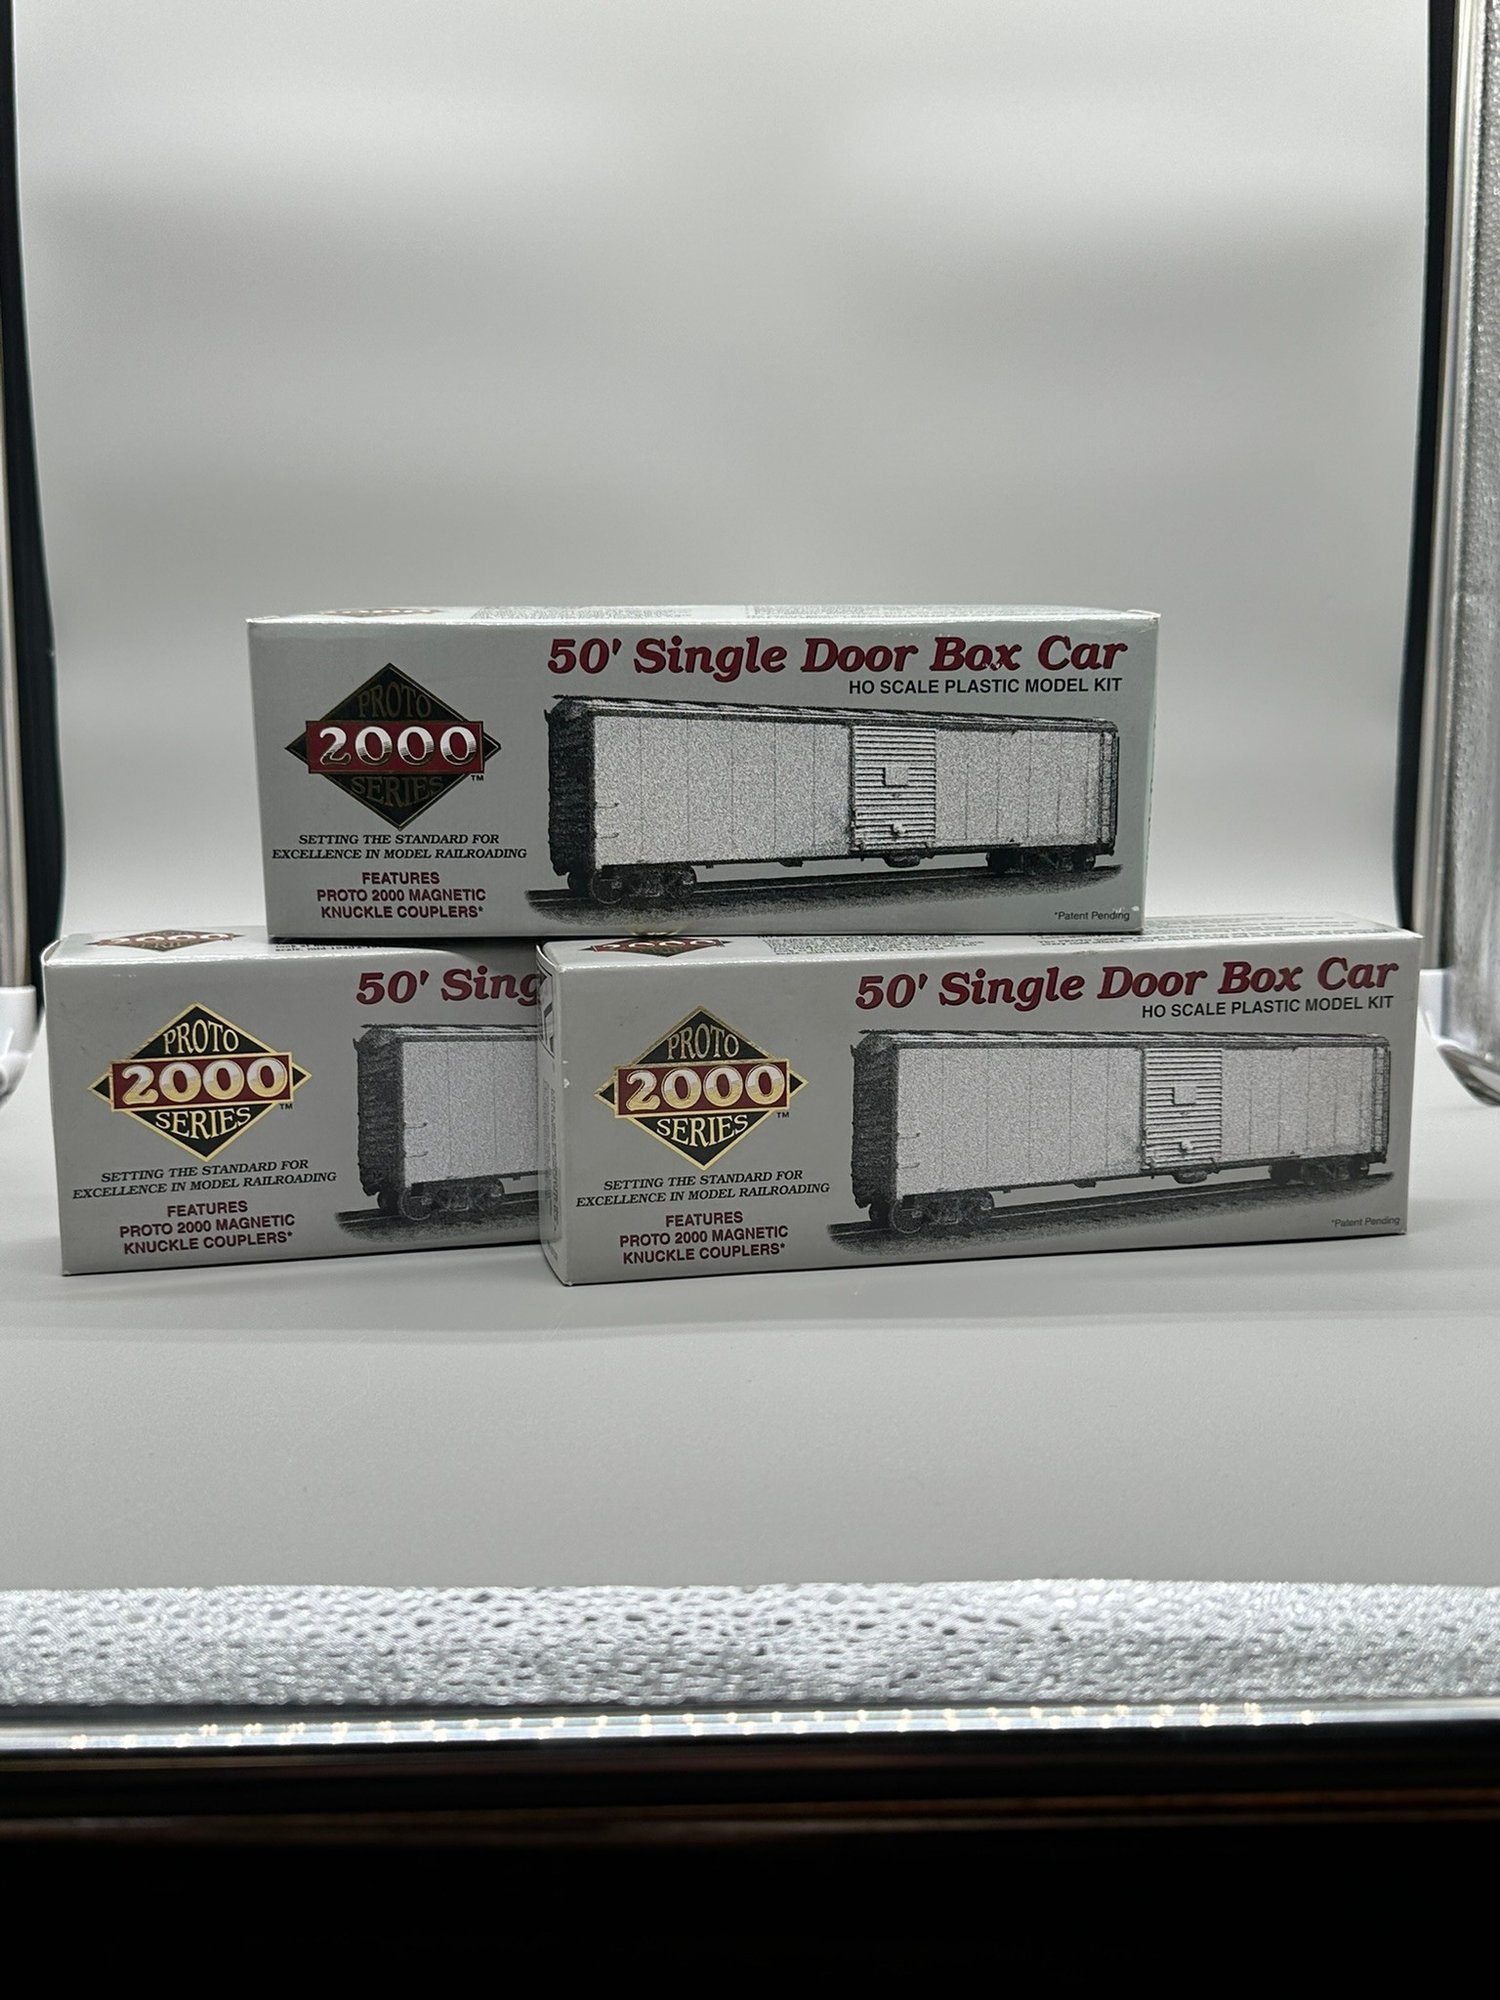 50' Single Door Box Car
HO SCALE PLASTIC MODEL KIT
PROTO
2000
SERIES™
SETTING THE STANDARD FOR
EXCELLENCE IN MODEL RAILROADING
FEATURES
PROTO 2000 MAGNETIC
KNUCKLE COUPLERS*
*Patent Pending
50' Sing
PROTO
2000
SERIES™
SETTING THE STANDARD FOR
EXCELLENCE IN MODEL RAILROADING
FEATURES
PROTO 2000 MAGNETIC
KNUCKLE COUPLERS*
50' Single Door Box Car
HO SCALE PLASTIC MODEL KIT
PROTO
2000
SERIES™
SETTING THE STANDARD FOR
EXCELLENCE IN MODEL RAILROADING
FEATURES
PROTO 2000 MAGNETIC
KNUCKLE COUPLERS*
*Patent Pending